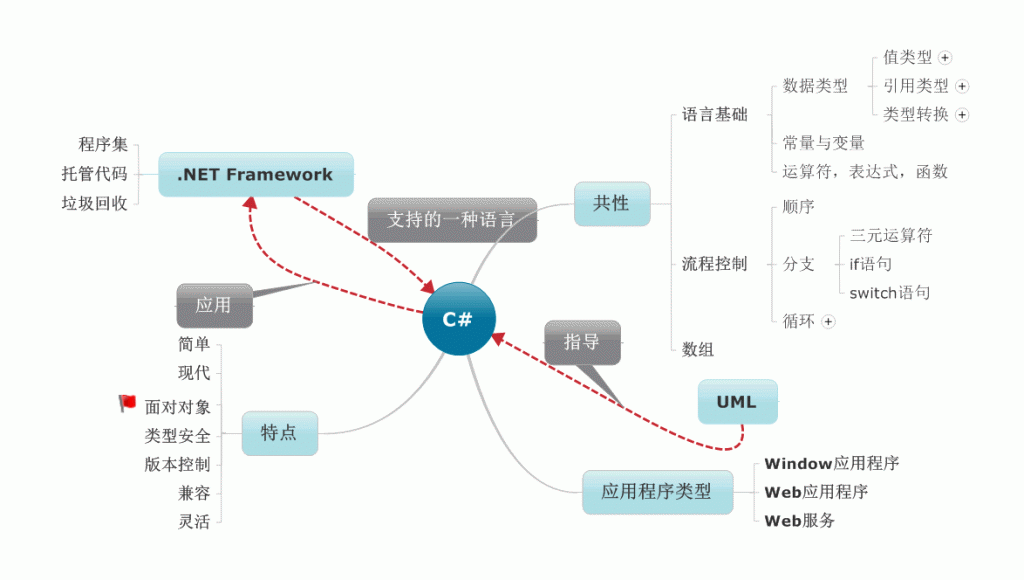 .NET Framework
程序集
托管代码
垃圾回收
支持的一种语言
应用
C#
指导
UML
共性
语言基础
数据类型
值类型
引用类型
类型转换
常量与变量
运算符，表达式，函数
流程控制
顺序
分支
三元运算符
if语句
switch语句
循环
数组
特点
简单
现代
面对对象
类型安全
版本控制
兼容
灵活
应用程序类型
Window应用程序
Web应用程序
Web服务